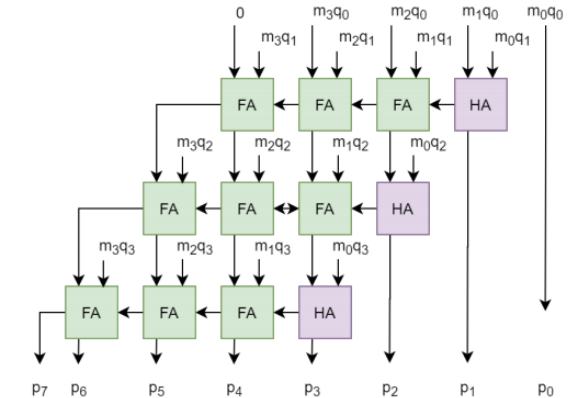 0 m₃q₀ m₂q₀ m₁q₀ m₀q₀
m₃q₁ m₂q₁ m₁q₁ m₀q₁
FA FA FA HA
m₃q₂ m₂q₂ m₁q₂ m₀q₂
FA FA FA HA
m₃q₃ m₂q₃ m₁q₃ m₀q₃
FA FA FA HA
p₇ p₆ p₅ p₄ p₃ p₂ p₁ p₀